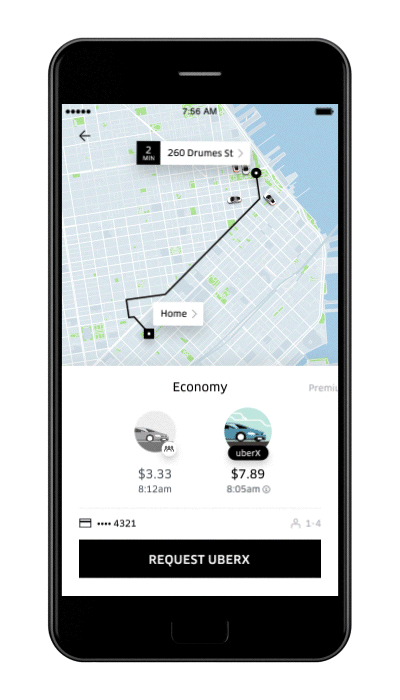 7:56 AM
2
MIN
260 Drumes St
Home
Economy
Premiu
uberX
$3.33
$7.89
8:12am
8:05am
•••• 4321
1-4
REQUEST UBERX